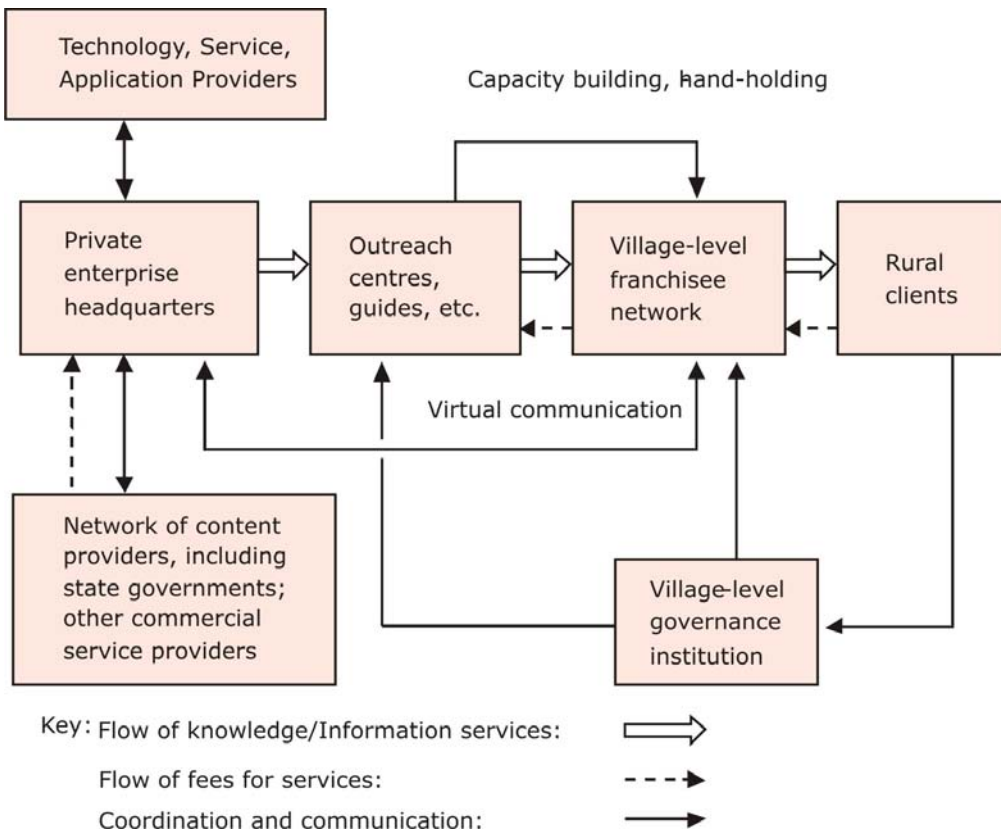 Technology, Service,
Application Providers
Capacity building, hand-holding
Private
enterprise
headquarters
Outreach
centres,
guides, etc.
Village-level
franchisee
network
Rural
clients
Virtual communication
Network of content
providers, including
state governments;
other commercial
service providers
Village-level
governance
institution
Key: Flow of knowledge/Information services:
Flow of fees for services:
Coordination and communication: